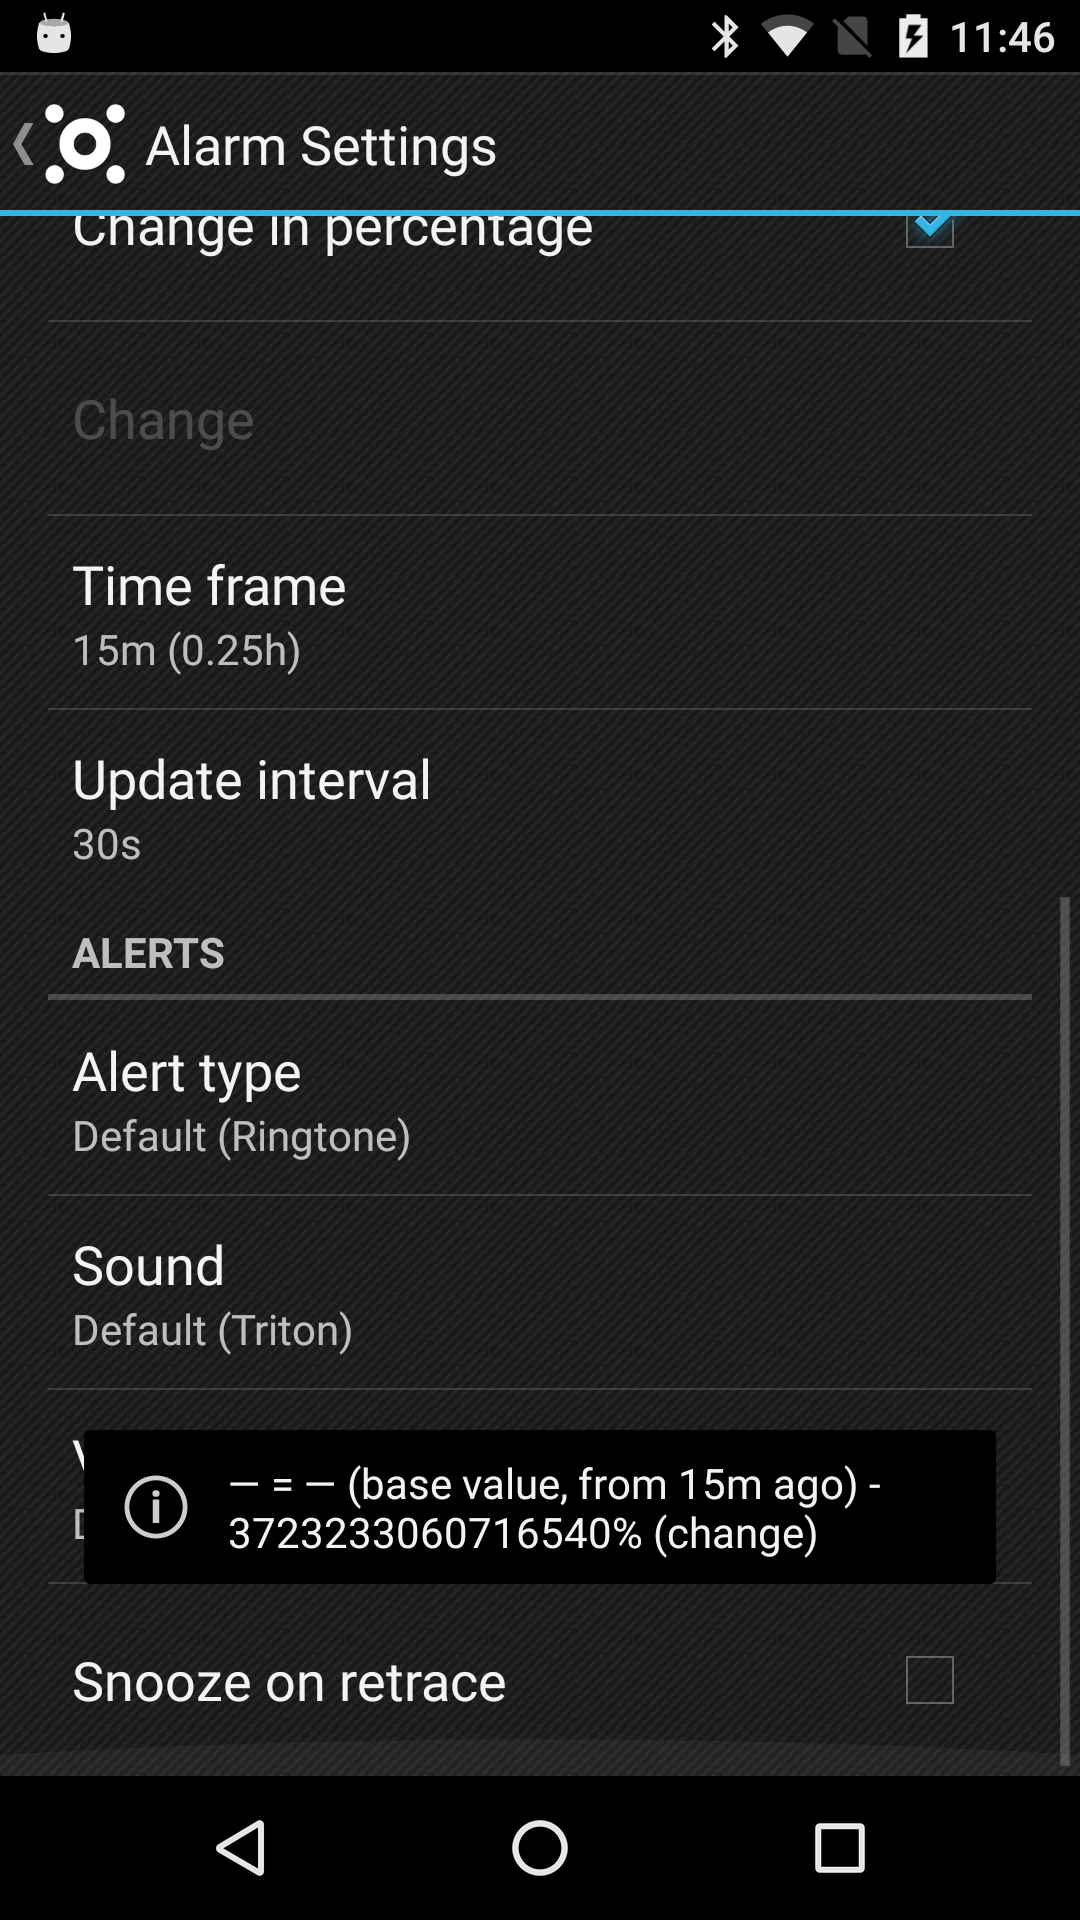 11:46
Alarm Settings
Change in percentage
Change
Time frame
15m (0.25h)
Update interval
30s
ALERTS
Alert type
Default (Ringtone)
Sound
Default (Triton)
— = — (base value, from 15m ago) -
3723233060716540% (change)
Snooze on retrace